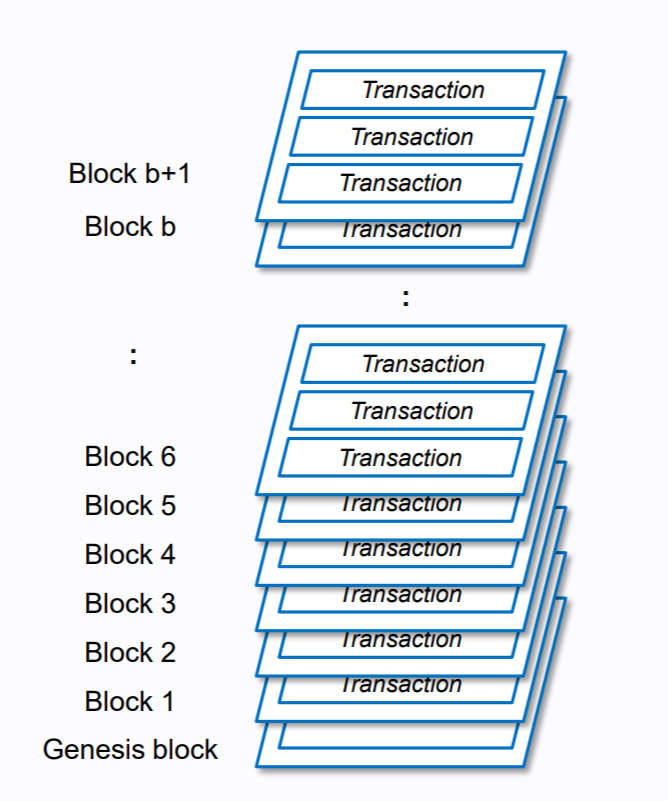 Transaction
Transaction
Block b+1
Transaction
Block b
Transaction
:
:
Transaction
Transaction
Block 6
Transaction
Block 5
Transaction
Block 4
Transaction
Block 3
Transaction
Block 2
Transaction
Block 1
Transaction
Genesis block